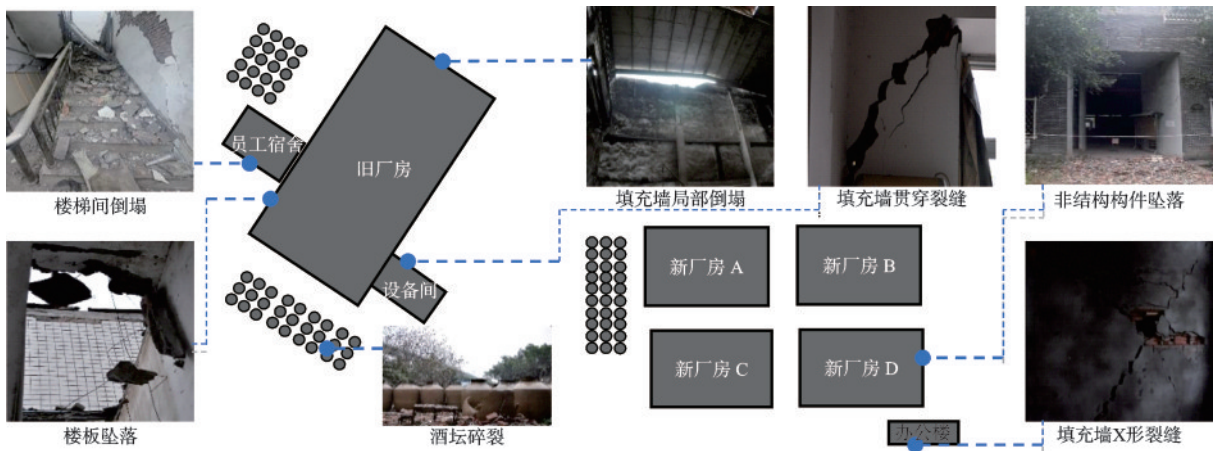 员工宿舍
旧厂房
楼梯间倒塌
填充墙局部倒塌
填充墙贯穿裂缝
非结构构件坠落
设备间
新厂房 A
新厂房 B
新厂房 C
新厂房 D
办公楼
楼板坠落
酒坛碎裂
填充墙X形裂缝